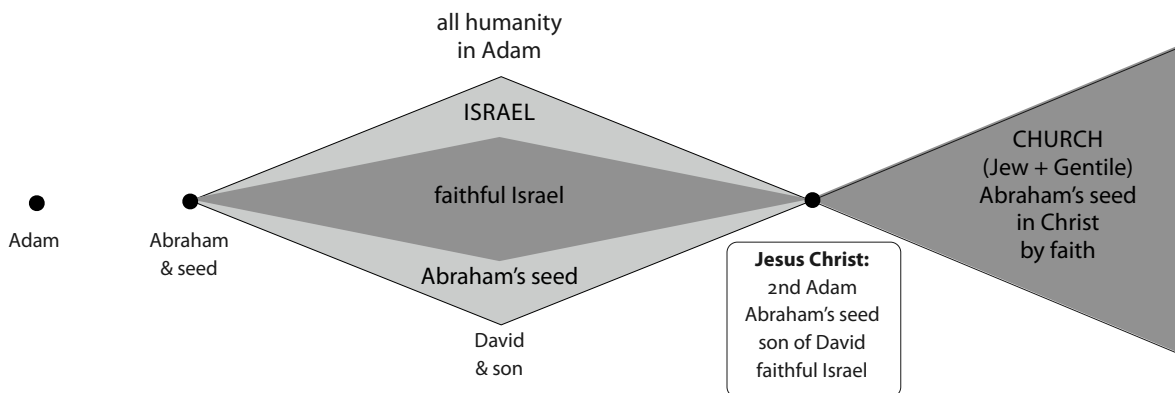 all humanity
in Adam
ISRAEL
faithful Israel
Abraham’s seed
Adam
Abraham
& seed
David
& son
Jesus Christ:
2nd Adam
Abraham’s seed
son of David
faithful Israel
CHURCH
(Jew + Gentile)
Abraham’s seed
in Christ
by faith